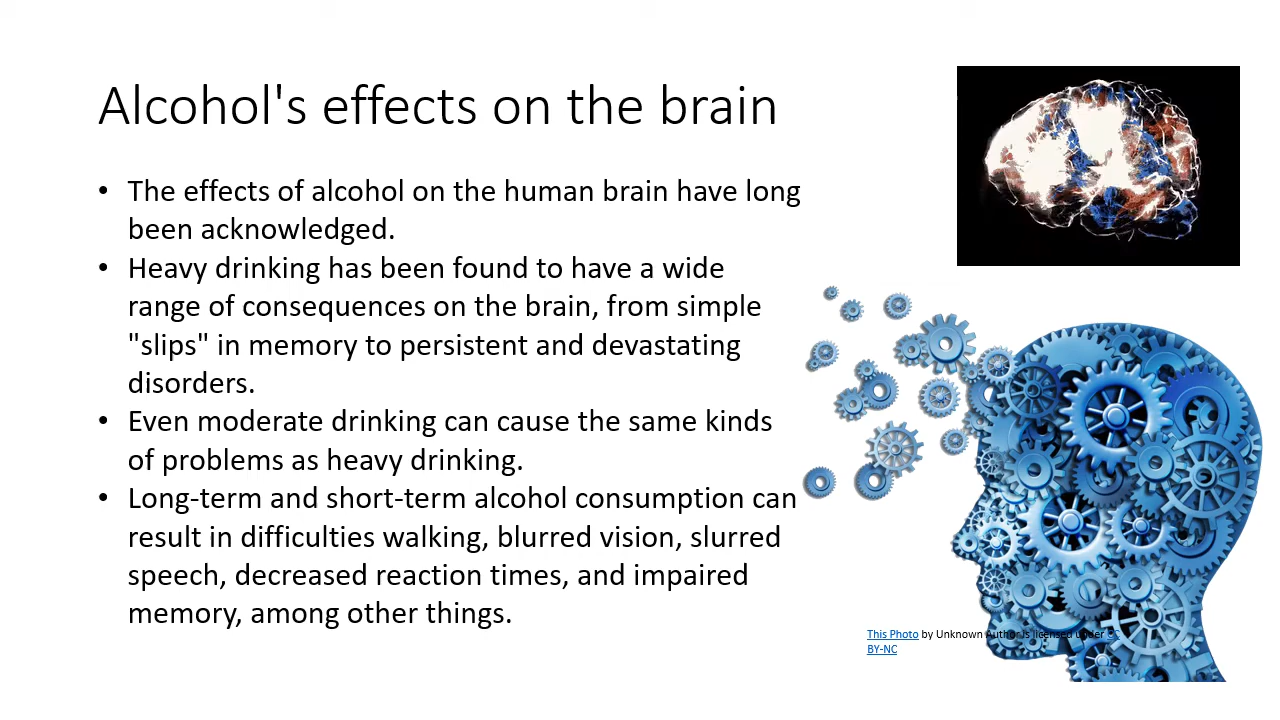 Alcohol's effects on the brain
• The effects of alcohol on the human brain have long
been acknowledged.
• Heavy drinking has been found to have a wide
range of consequences on the brain, from simple
"slips" in memory to persistent and devastating
disorders.
• Even moderate drinking can cause the same kinds
of problems as heavy drinking.
• Long-term and short-term alcohol consumption can
result in difficulties walking, blurred vision, slurred
speech, decreased reaction times, and impaired
memory, among other things.
This Photo by Unknown Author is licensed under CC
BY-NC